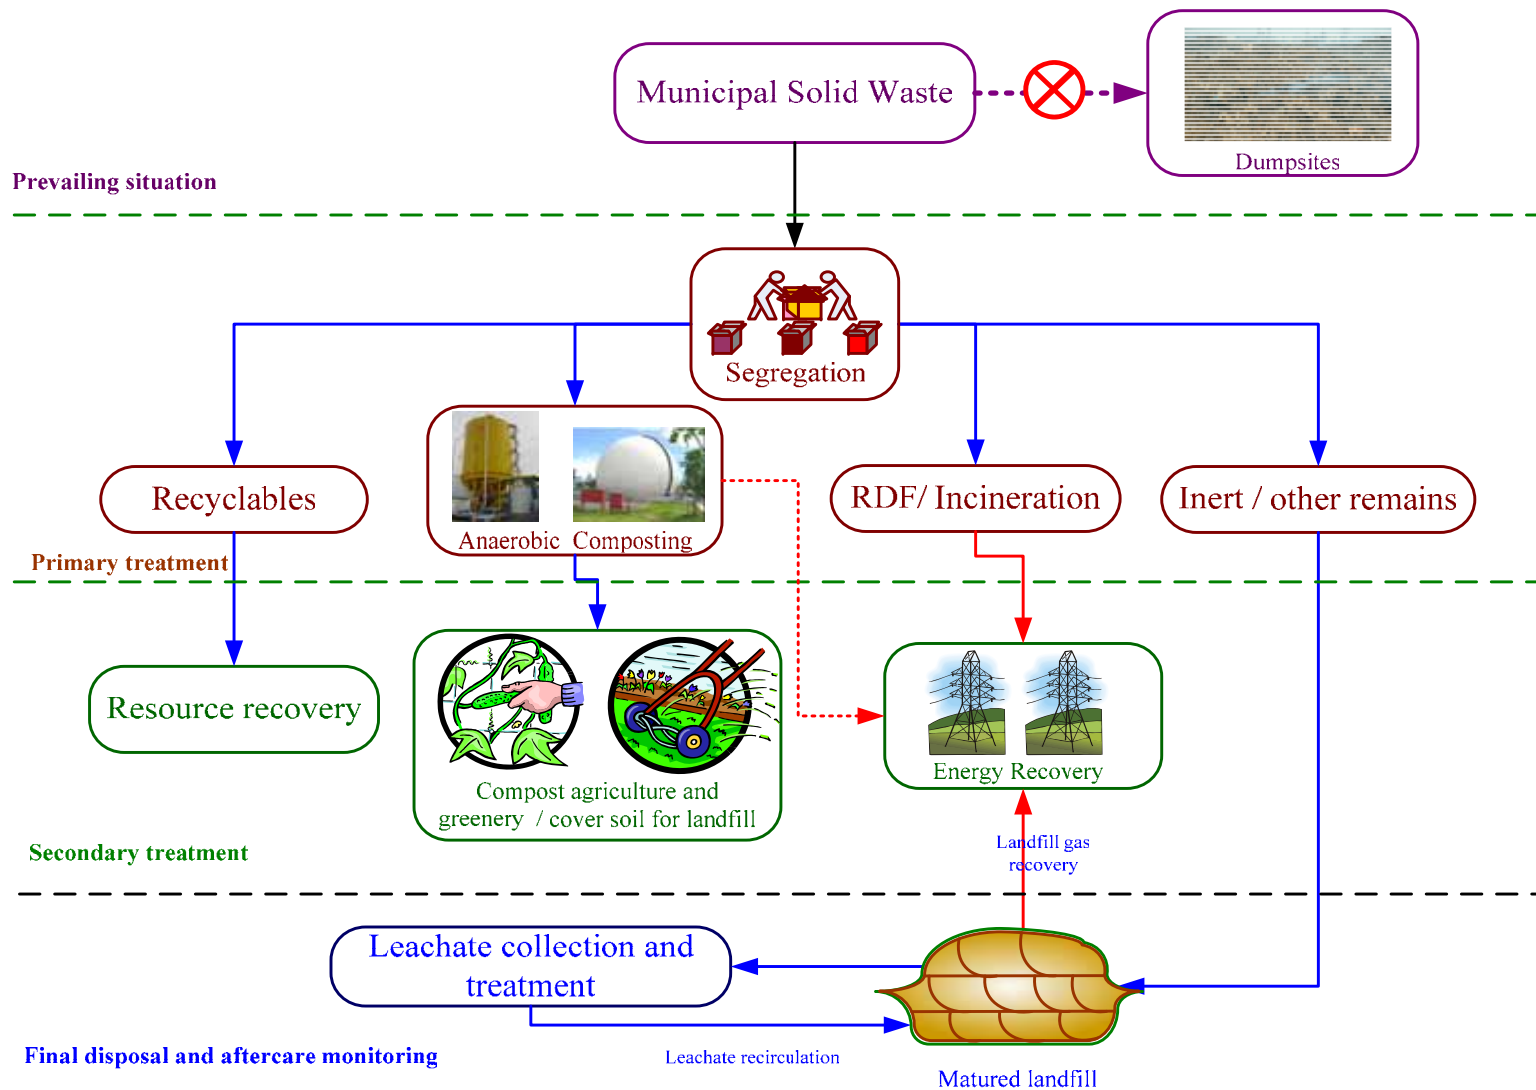 Municipal Solid Waste
Dumpsites
Prevailing situation
Segregation
Recyclables
Anaerobic Composting
RDF/ Incineration
Inert / other remains
Primary treatment
Resource recovery
Compost agriculture and
greenery / cover soil for landfill
Energy Recovery
Landfill gas
recovery
Secondary treatment
Leachate collection and
treatment
Leachate recirculation
Matured landfill
Final disposal and aftercare monitoring